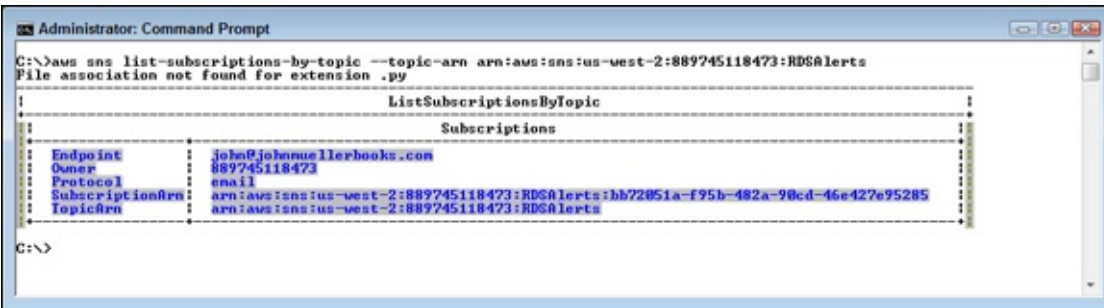 Administrator: Command Prompt
C:\>aws sns list-subscriptions-by-topic --topic-arn arn:aws:sns:us-west-2:889745118473:RDSAlerts
File association not found for extension .py
ListSubscriptionsByTopic
Subscriptions
Endpoint john@johnmuellerbooks.com
Owner 889745118473
Protocol email
SubscriptionArn arn:aws:sns:us-west-2:889745118473:RDSAlerts:bb72051a-f95b-482a-90cd-46e427e95285
TopicArn arn:aws:sns:us-west-2:889745118473:RDSAlerts
C:\>